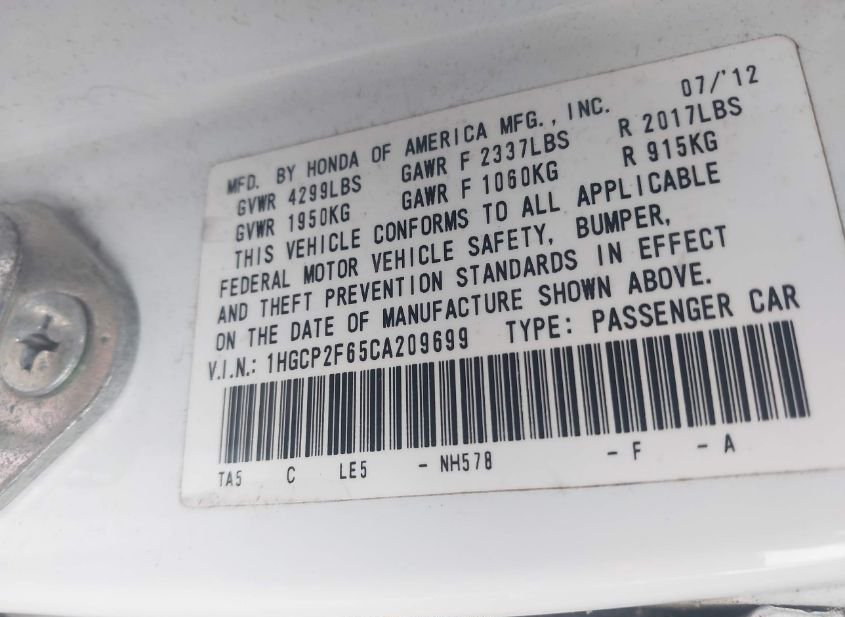 07/'12
MFD. BY HONDA OF AMERICA MFG., INC.
GVWR 4299LBS GAWR F 2337LBS R 2017LBS
GVWR 1950KG GAWR F 1060KG R 915KG
THIS VEHICLE CONFORMS TO ALL APPLICABLE
FEDERAL MOTOR VEHICLE SAFETY, BUMPER,
AND THEFT PREVENTION STANDARDS IN EFFECT
ON THE DATE OF MANUFACTURE SHOWN ABOVE.
V.I.N.: 1HGCP2F65CA209699 TYPE: PASSENGER CAR
TA5 C LE5 - NH578 - F - A